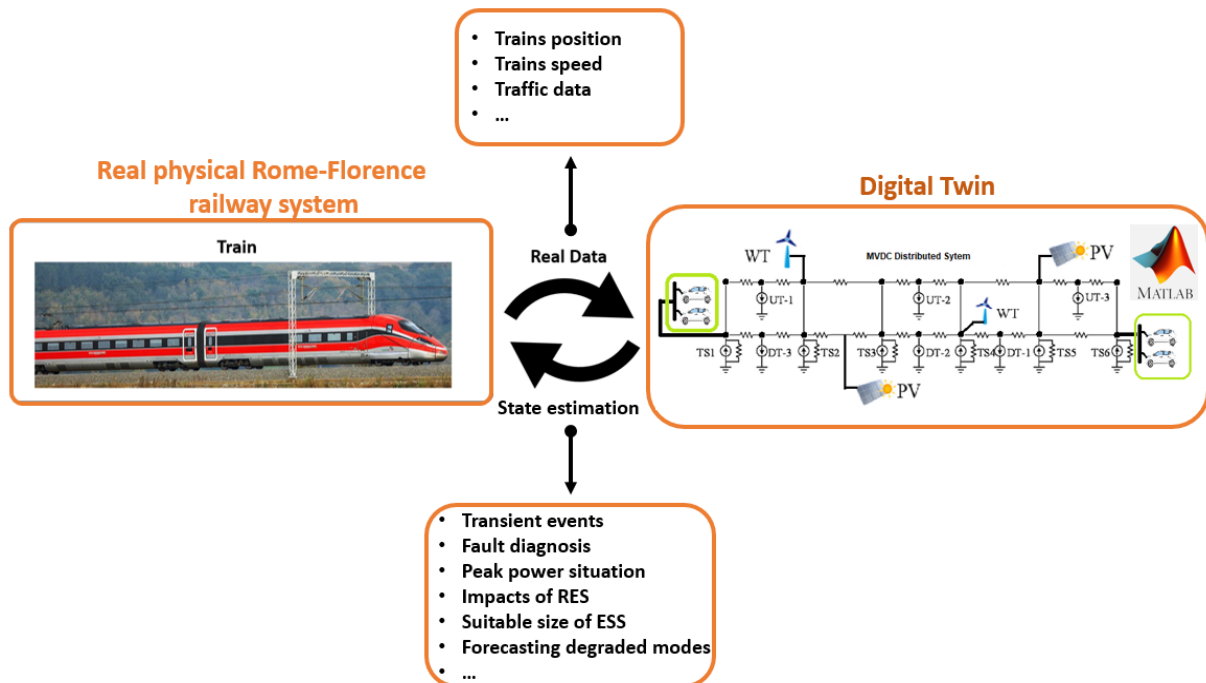 • Trains position
• Trains speed
• Traffic data
• ...
Real physical Rome-Florence
railway system
Train
Real Data
State estimation
Digital Twin
WT
MVDC Distributed Sytem
PV
MATLAB
UT-1
UT-2
UT-3
WT
TS1
DT-3
TS2
TS3
DT-2
TS4
DT-1
TS5
TS6
PV
• Transient events
• Fault diagnosis
• Peak power situation
• Impacts of RES
• Suitable size of ESS
• Forecasting degraded modes
• ...